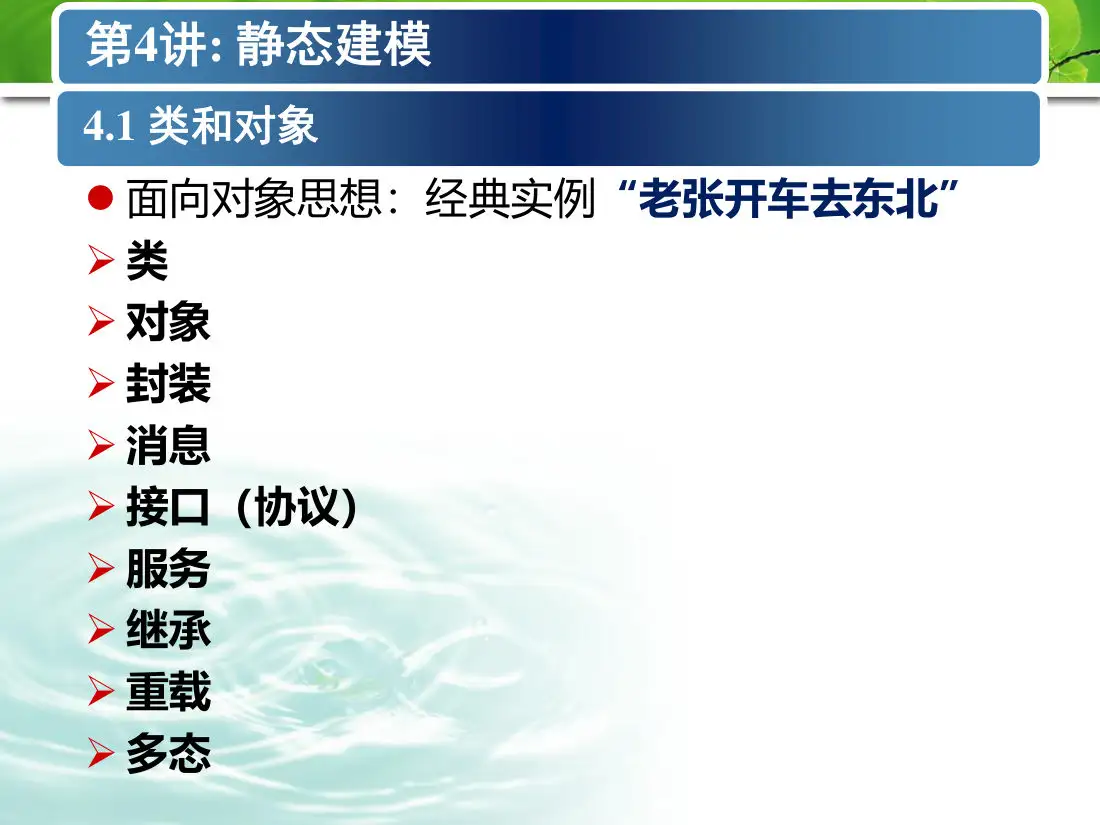 第4讲: 静态建模
4.1 类和对象
面向对象思想：经典实例“老张开车去东北”
类
对象
封装
消息
接口（协议）
服务
继承
重载
多态